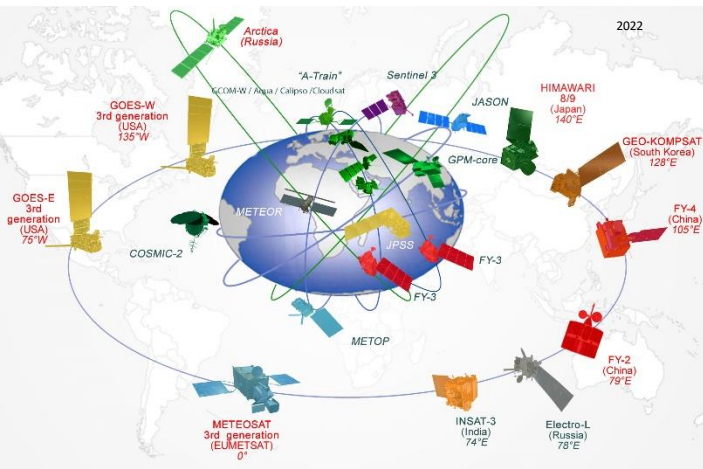 2022
Arctica
(Russia)
"A-Train"
GCOM-W / Aqua / Calipso /Cloudsat
Sentinel 3
JASON
HIMAWARI
8/9
(Japan)
140°E
GOES-W
3rd generation
(USA)
135°W
GEO-KOMPSAT
(South Korea)
128°E
GPM-core
GOES-E
3rd
generation
(USA)
75°W
METEOR
FY-4
(China)
105°E
COSMIC-2
JPSS
FY-3
FY-3
METOP
FY-2
(China)
79°E
METEOSAT
3rd generation
(EUMETSAT)
0°
INSAT-3
(India)
74°E
Electro-L
(Russia)
78°E